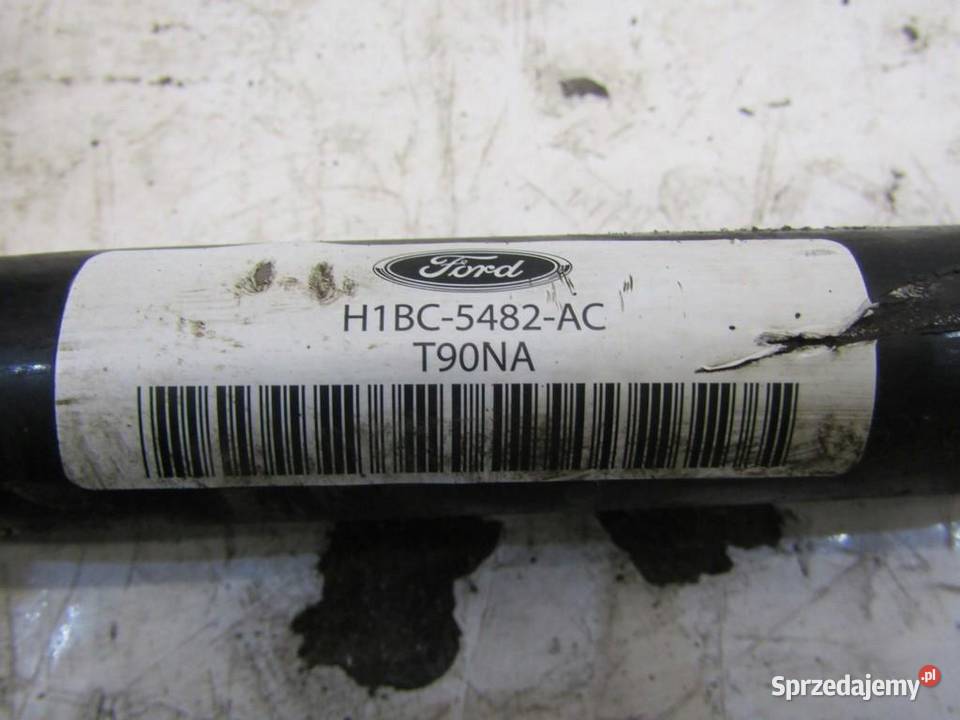 Ford
H1BC-5482-AC
T90NA
Sprzedajemy.pl